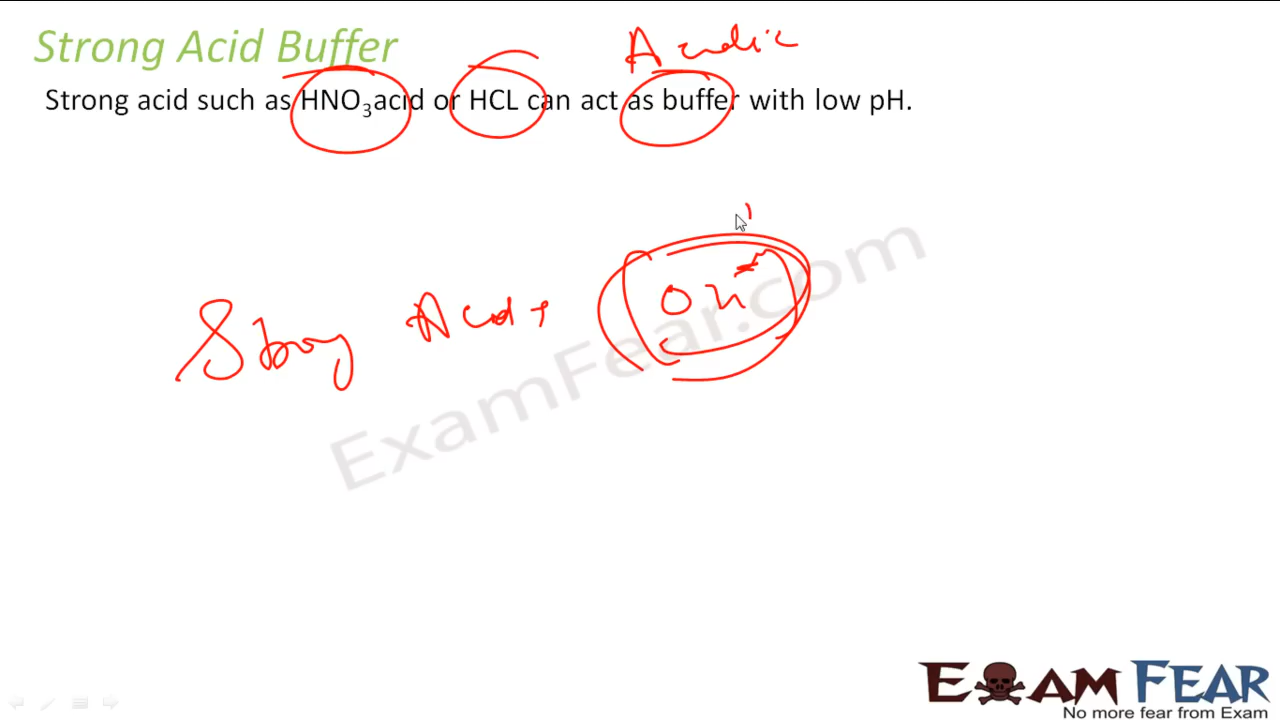 Strong Acid Buffer
Acidic
Strong acid such as HNO₃acid or HCL can act as buffer with low pH.
Strong Acid + OH⁻
ExamFear.com
EXAM FEAR
No more fear from Exam